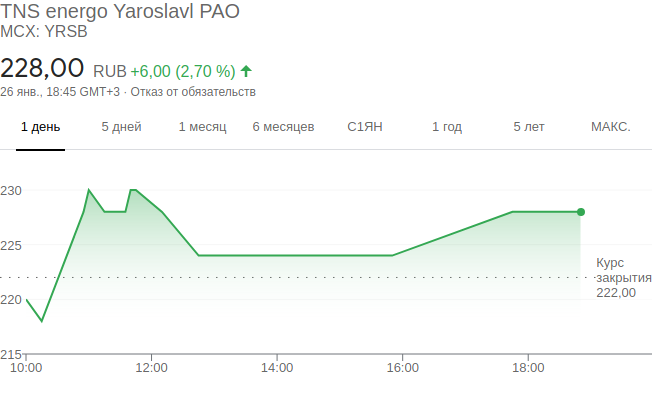 TNS energo Yaroslavl PAO
MCX: YRSB
228,00 RUB +6,00 (2,70 %)
26 янв., 18:45 GMT+3 · Отказ от обязательств
1 день 5 дней 1 месяц 6 месяцев С1ЯН 1 год 5 лет МАКС.
230
225
Курс
закрытия
222,00
220
215
10:00 12:00 14:00 16:00 18:00